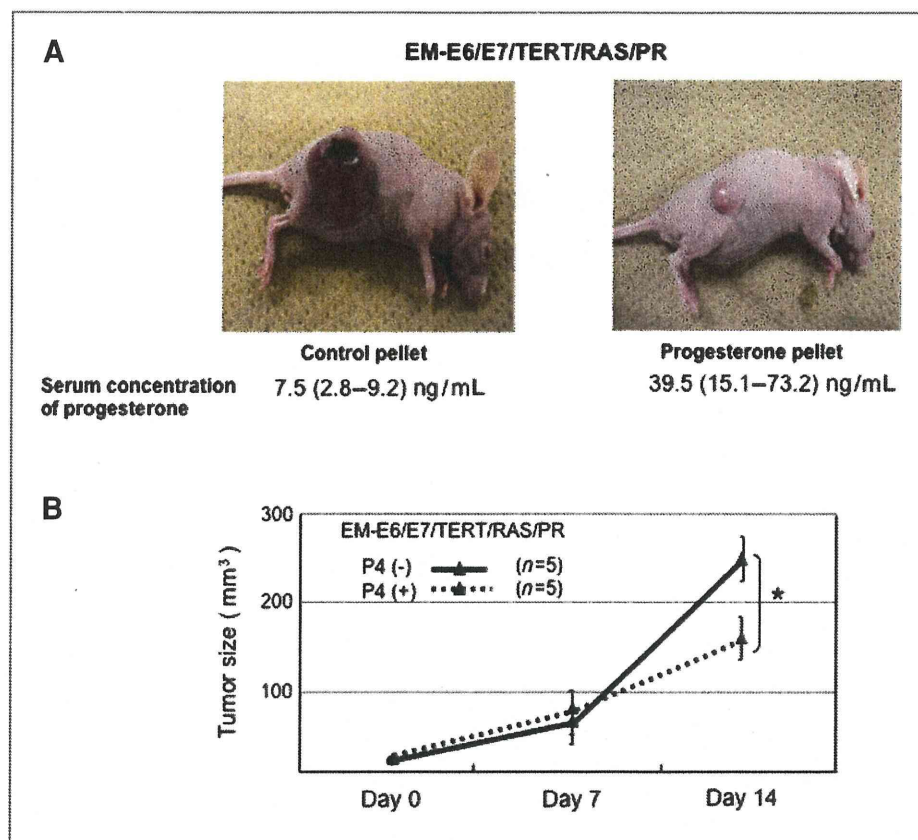 A
EM-E6/E7/TERT/RAS/PR
Control pellet
Progesterone pellet
Serum concentration of progesterone
7.5 (2.8–9.2) ng/mL
39.5 (15.1–73.2) ng/mL
B
Tumor size (mm³)
300
200
100
EM-E6/E7/TERT/RAS/PR
P4 (-) (n=5)
P4 (+) (n=5)
*
Day 0 Day 7 Day 14